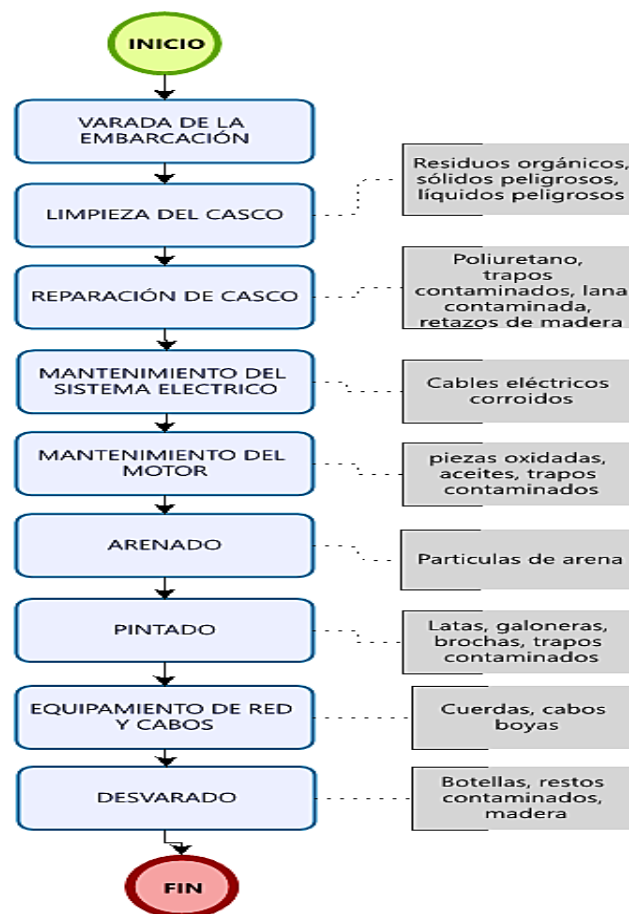 INICIO
VARADA DE LA
EMBARCACIÓN
LIMPIEZA DEL CASCO
Residuos orgánicos,
sólidos peligrosos,
líquidos peligrosos
REPARACIÓN DE CASCO
Poliuretano,
trapos
contaminados, lana
contaminada,
retazos de madera
MANTENIMIENTO DEL
SISTEMA ELECTRICO
Cables eléctricos
corroidos
MANTENIMIENTO DEL
MOTOR
piezas oxidadas,
aceites, trapos
contaminados
ARENADO
Particulas de arena
PINTADO
Latas, galoneras,
brochas, trapos
contaminados
EQUIPAMIENTO DE RED
Y CABOS
Cuerdas, cabos
boyas
DESVARADO
Botellas, restos
contaminados,
madera
FIN